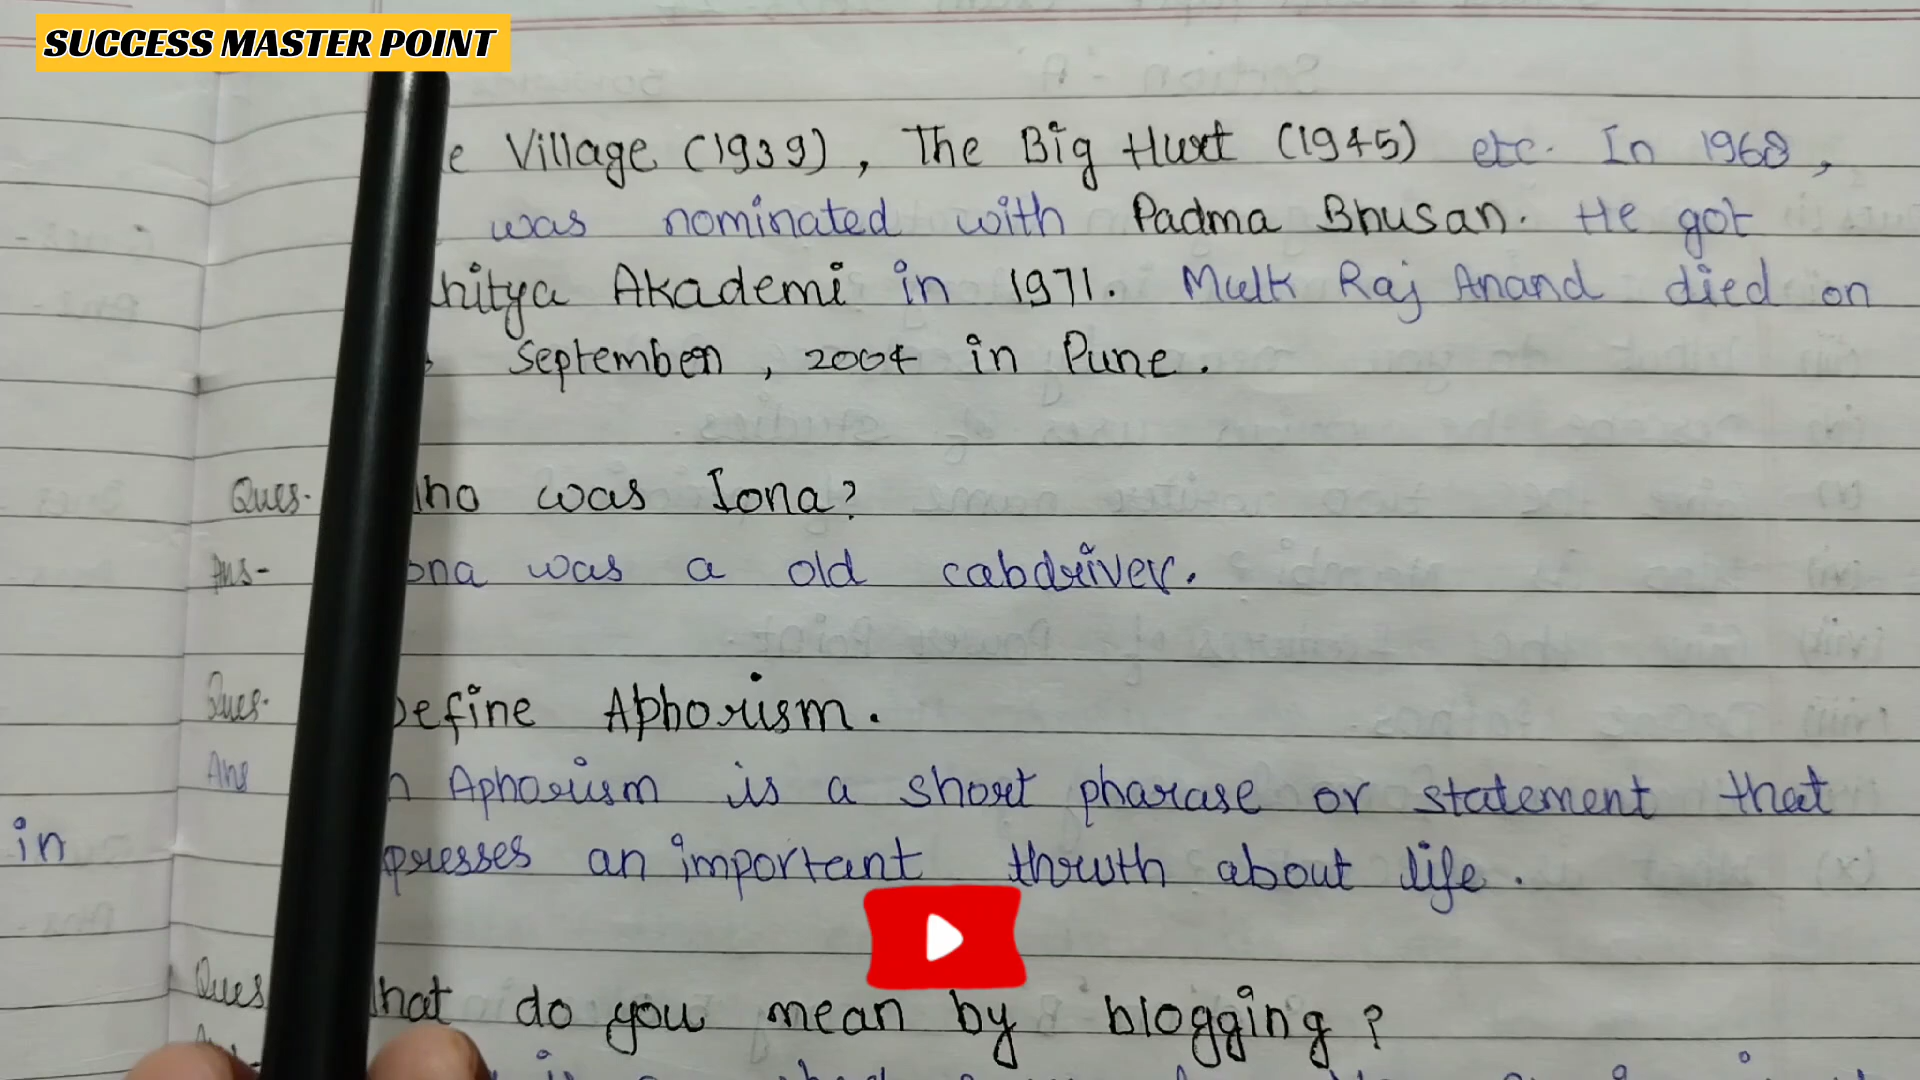 SUCCESS MASTER POINT
e Village (1939), The Big Hurt (1945) etc. In 1968,
was nominated with Padma Bhusan. He got
hitya Akademi in 1971. Mulk Raj Anand died on
September, 2004 in Pune.
Ques. ho was Iona?
Ans- ona was a old cabdriver.
Ques. Define Aphorism.
Ans n Aphorism is a short pharase or statement that
in presses an important thruth about life.
Ques hat do you mean by blogging?